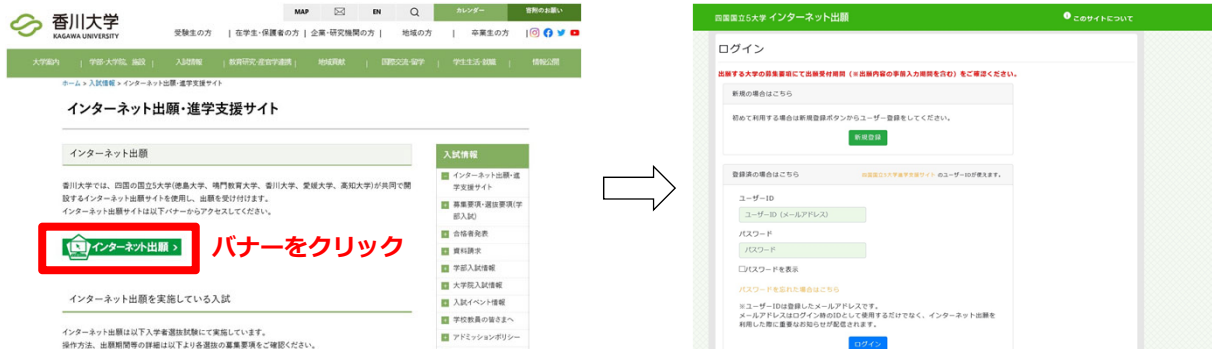 香川大学
KAGAWA UNIVERSITY
MAP EN カレンダー 寄附のお願い
受験生の方 | 在学生・保護者の方 | 企業・研究機関の方 | 地域の方 | 卒業生の方
大学案内 | 学部・大学院、施設 | 入試情報 | 教育研究・産官学連携 | 地域貢献 | 国際交流・留学 | 学生生活・就職 | 情報公開
ホーム » 入試情報 » インターネット出願・進学支援サイト
インターネット出願・進学支援サイト
インターネット出願
香川大学では、四国の国立5大学(徳島大学、鳴門教育大学、香川大学、愛媛大学、高知大学)が共同で開
設するインターネット出願サイトを使用し、出願を受け付けます。
インターネット出願サイトは以下バナーからアクセスしてください。
インターネット出願 >
バナーをクリック
インターネット出願を実施している入試
インターネット出願は以下入学者選抜試験にて実施しています。
操作方法、出願期間等の詳細は以下より各選抜の募集要項をご確認ください。
入試情報
インターネット出願・進
学支援サイト
募集要項・選抜要項(学
部入試)
合格者発表
資料請求
学部入試情報
大学院入試情報
入試イベント情報
学校教員の皆さまへ
アドミッションポリシー
四国国立5大学 インターネット出願
このサイトについて
ログイン
出願する大学の募集要項にて出願受付期間（※出願内容の事前入力期間を含む）をご確認ください。
新規の場合はこちら
初めて利用する場合は新規登録ボタンからユーザー登録をしてください。
新規登録
登録済の場合はこちら
四国国立5大学進学支援サイト のユーザーIDが使えます。
ユーザーID
ユーザーID（メールアドレス）
パスワード
パスワード
パスワードを表示
パスワードを忘れた場合はこちら
※ユーザーIDは登録したメールアドレスです。
メールアドレスはログイン時のIDとして使用するだけでなく、インターネット出願を
利用した際に重要なお知らせが配信されます。
ログイン